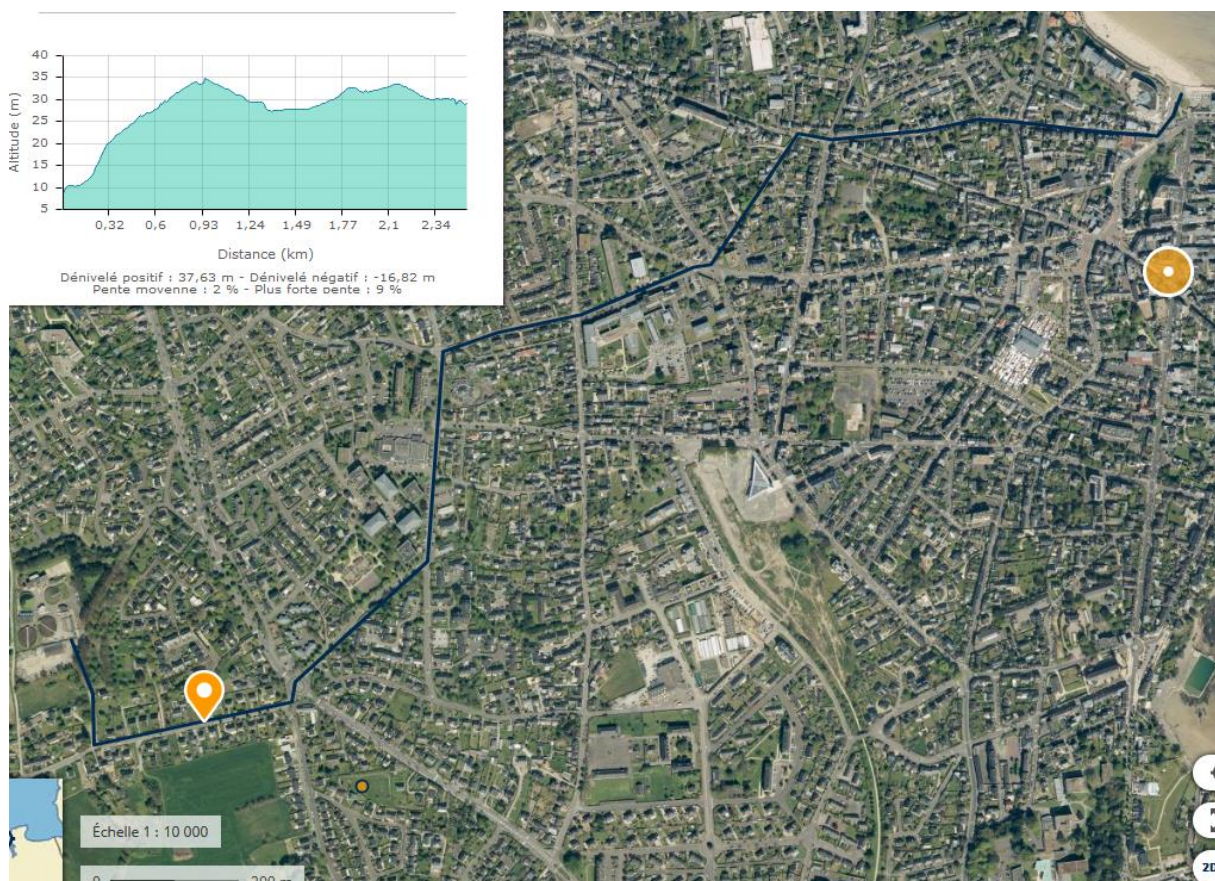 40
35
30
25
20
15
10
5
Altitude (m)
0,32 0,6 0,93 1,24 1,49 1,77 2,1 2,34
Distance (km)
Dénivelé positif : 37,63 m - Dénivelé négatif : -16,82 m
Pente moyenne : 2 % - Plus forte pente : 9 %
Échelle 1 : 10 000
0 200 m
2D